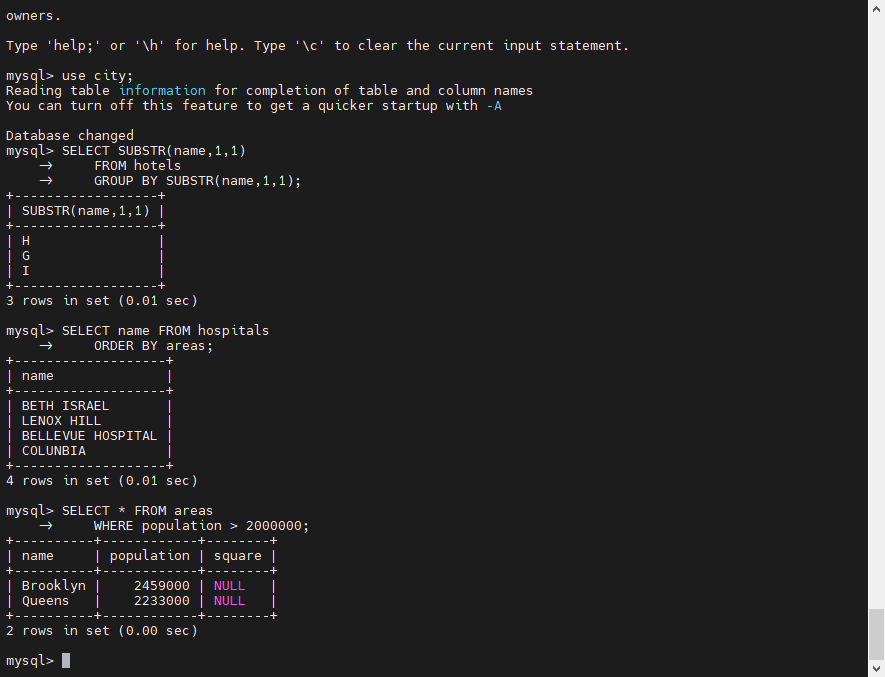 owners.
Type 'help;' or '\h' for help. Type '\c' to clear the current input statement.
mysql> use city;
Reading table information for completion of table and column names
You can turn off this feature to get a quicker startup with -A
Database changed
mysql> SELECT SUBSTR(name,1,1)
    ->     FROM hotels
    ->     GROUP BY SUBSTR(name,1,1);
+------------------+
| SUBSTR(name,1,1) |
+------------------+
| H                |
| G                |
| I                |
+------------------+
3 rows in set (0.01 sec)
mysql> SELECT name FROM hospitals
    ->     ORDER BY areas;
+-------------------+
| name              |
+-------------------+
| BETH ISRAEL       |
| LENOX HILL        |
| BELLEVUE HOSPITAL |
| COLUNBIA          |
+-------------------+
4 rows in set (0.01 sec)
mysql> SELECT * FROM areas
    ->     WHERE population > 2000000;
+----------+------------+--------+
| name     | population | square |
+----------+------------+--------+
| Brooklyn |    2459000 | NULL   |
| Queens   |    2233000 | NULL   |
+----------+------------+--------+
2 rows in set (0.00 sec)
mysql>